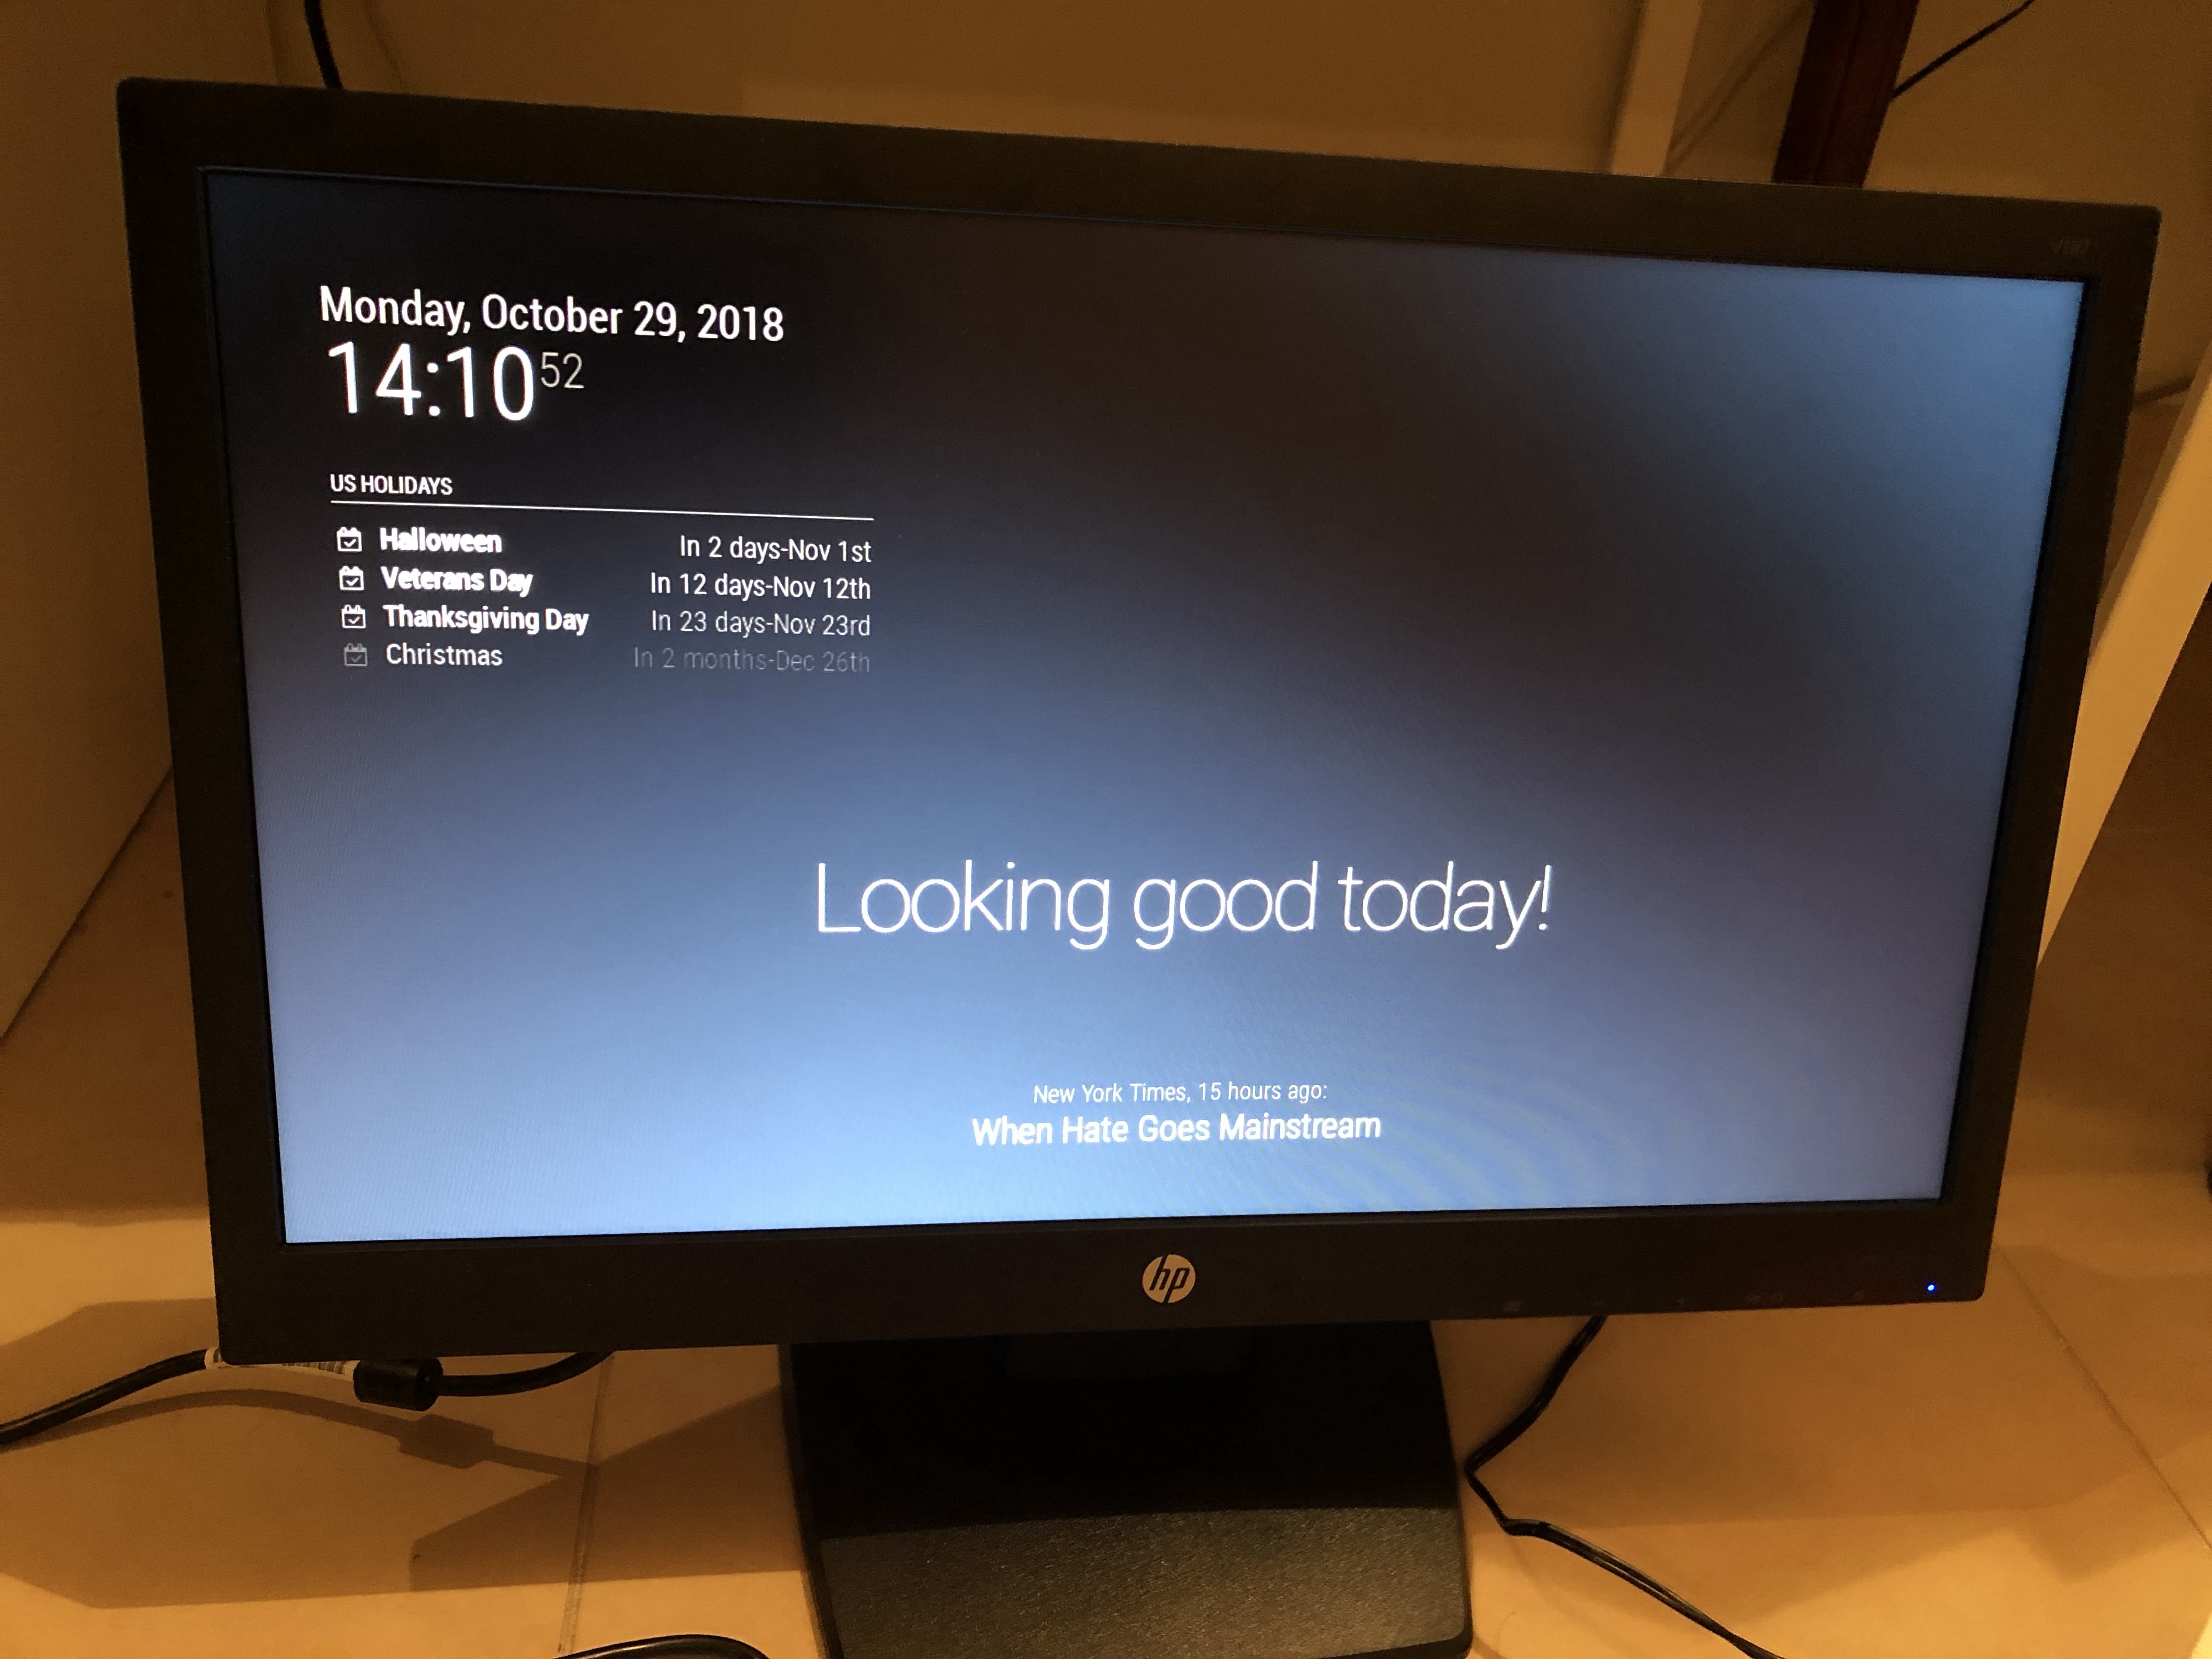 Monday, October 29, 2018
14:10 52
US HOLIDAYS
Halloween In 2 days-Nov 1st
Veterans Day In 12 days-Nov 12th
Thanksgiving Day In 23 days-Nov 23rd
Christmas In 2 months-Dec 26th
Looking good today!
New York Times, 15 hours ago:
When Hate Goes Mainstream
hp